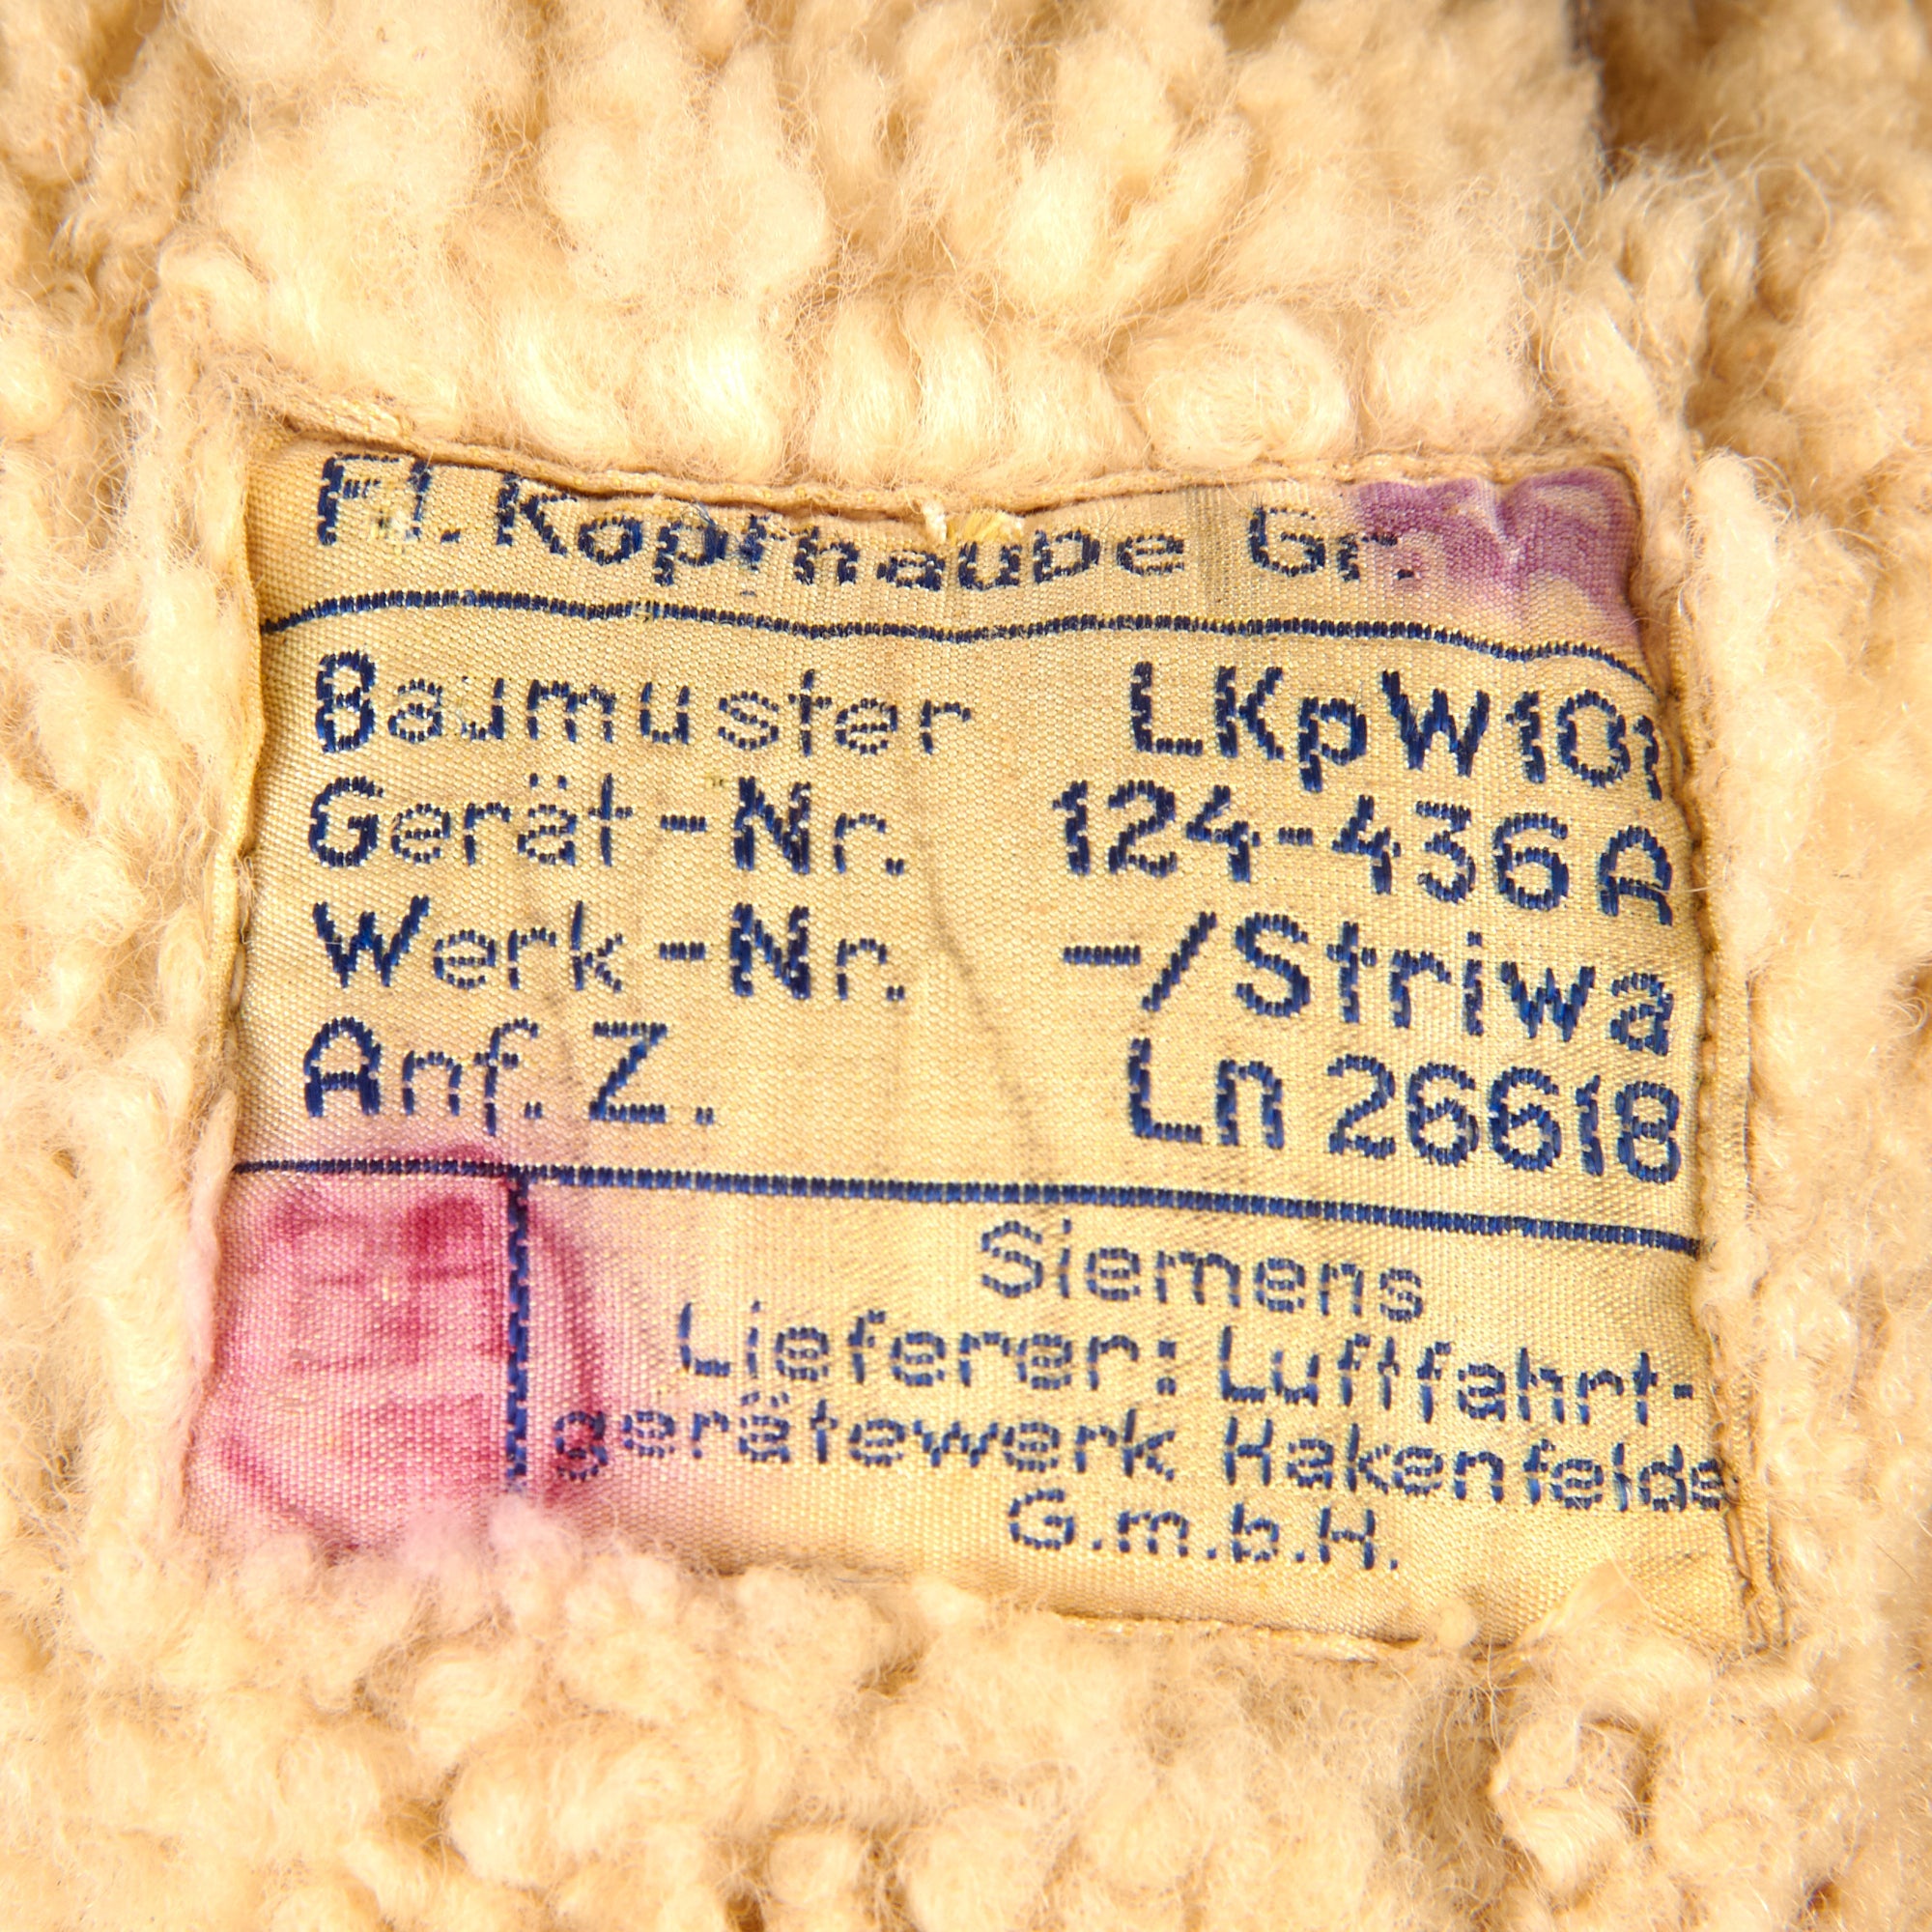 Fl. Kopfhaube Gr.
Baumuster LKpW101
Gerät-Nr. 124-436A
Werk-Nr. -/Striwa
Anf. Z. Ln 26618
Siemens
Lieferer: Luftfahrt-
gerätewerk Hakenfelde
G.m.b.H.